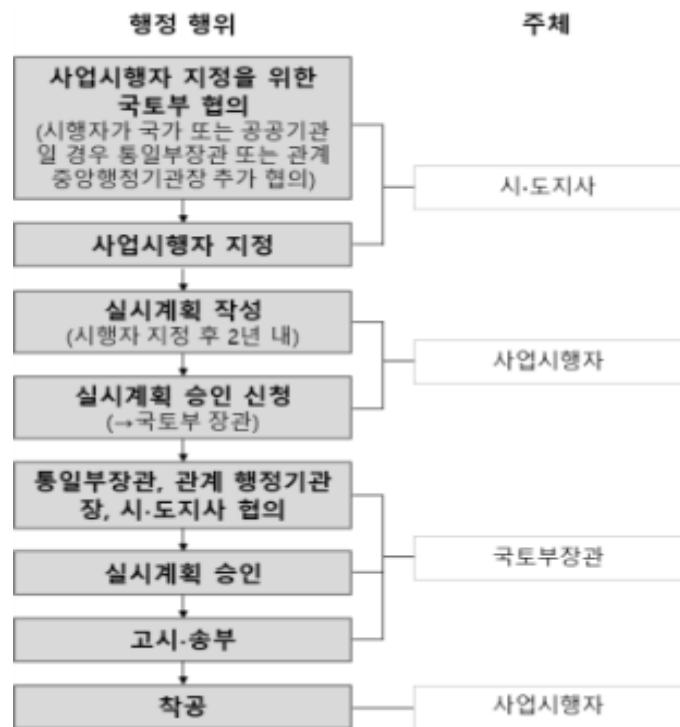 행정 행위
주체
사업시행자 지정을 위한
국토부 협의
(시행자가 국가 또는 공공기관
일 경우 통일부장관 또는 관계
중앙행정기관장 추가 협의)
시·도지사
사업시행자 지정
실시계획 작성
(시행자 지정 후 2년 내)
사업시행자
실시계획 승인 신청
(→국토부 장관)
통일부장관, 관계 행정기관
장, 시·도지사 협의
국토부장관
실시계획 승인
고시·송부
착공
사업시행자